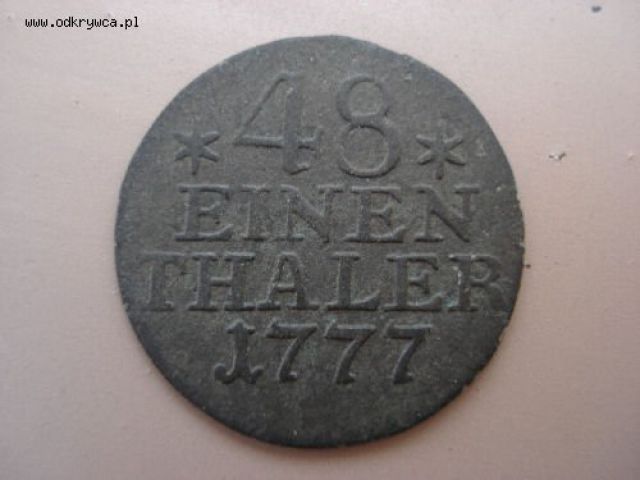 www.odkrywca.pl
* 48 *
EINEN
THALER
1777